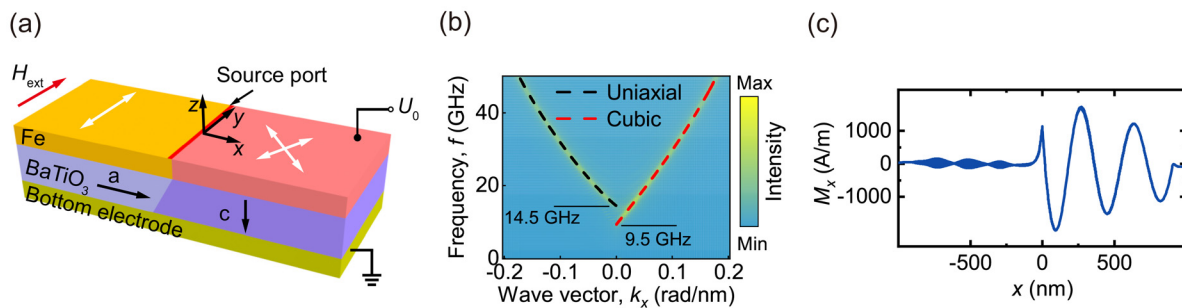 (a)
H_ext
Source port
z
y
x
U_0
Fe
BaTiO_3
a
c
Bottom electrode
(b)
Frequency, f (GHz)
40
20
0
Uniaxial
Cubic
14.5 GHz
9.5 GHz
-0.2 -0.1 0.0 0.1 0.2
Wave vector, k_x (rad/nm)
Max
Intensity
Min
(c)
M_x (A/m)
1000
0
-1000
-500 0 500
x (nm)